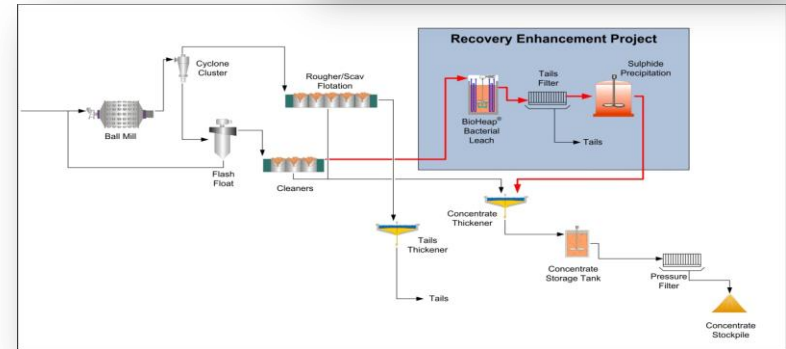 Recovery Enhancement Project
Cyclone
Cluster
Rougher/Scav
Flotation
Tails
Filter
Sulphide
Precipitation
BioHeap®
Bacterial
Leach
Tails
Ball Mill
Flash
Float
Cleaners
Concentrate
Thickener
Tails
Thickener
Concentrate
Storage Tank
Pressure
Filter
Tails
Concentrate
Stockpile